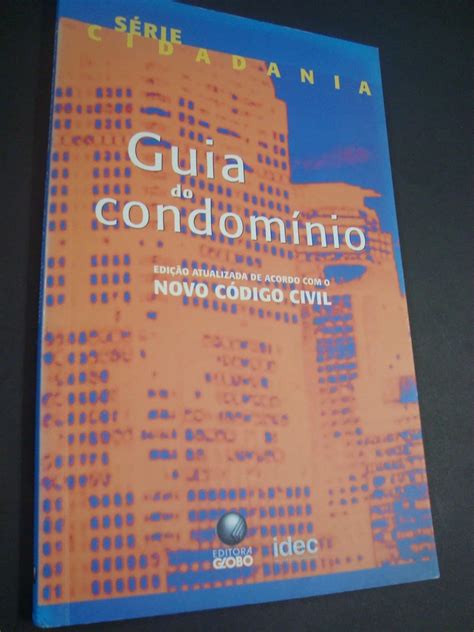 SÉRIE
CIDADANIA
Guia
do
condomínio
EDIÇÃO ATUALIZADA DE ACORDO COM O
NOVO CÓDIGO CIVIL
EDITORA
GLOBO
idec